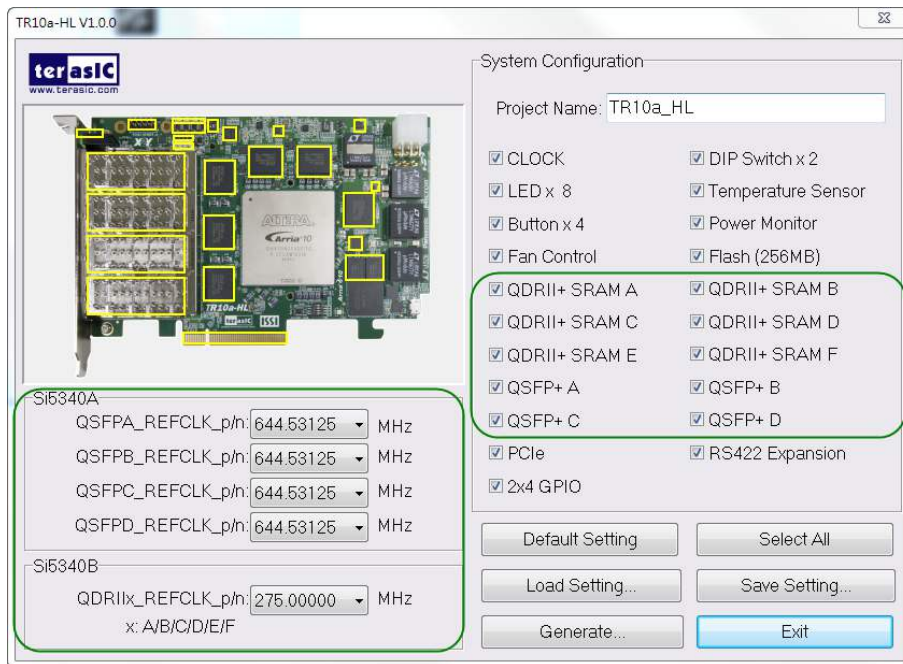 TR10a-HL V1.0.0
terasIC
www.terasic.com
X Y
ALTERA
Arria 10
TR10a-HL
terasIC ISSI
System Configuration
Project Name: TR10a_HL
CLOCK
DIP Switch x 2
LED x 8
Temperature Sensor
Button x 4
Power Monitor
Fan Control
Flash (256MB)
QDRII+ SRAM A
QDRII+ SRAM B
QDRII+ SRAM C
QDRII+ SRAM D
QDRII+ SRAM E
QDRII+ SRAM F
QSFP+ A
QSFP+ B
QSFP+ C
QSFP+ D
PCIe
RS422 Expansion
2x4 GPIO
Si5340A
QSFPA_REFCLK_p/n: 644.53125 MHz
QSFPB_REFCLK_p/n: 644.53125 MHz
QSFPC_REFCLK_p/n: 644.53125 MHz
QSFPD_REFCLK_p/n: 644.53125 MHz
Si5340B
QDRIIx_REFCLK_p/n: 275.00000 MHz
x: A/B/C/D/E/F
Default Setting
Select All
Load Setting...
Save Setting...
Generate...
Exit